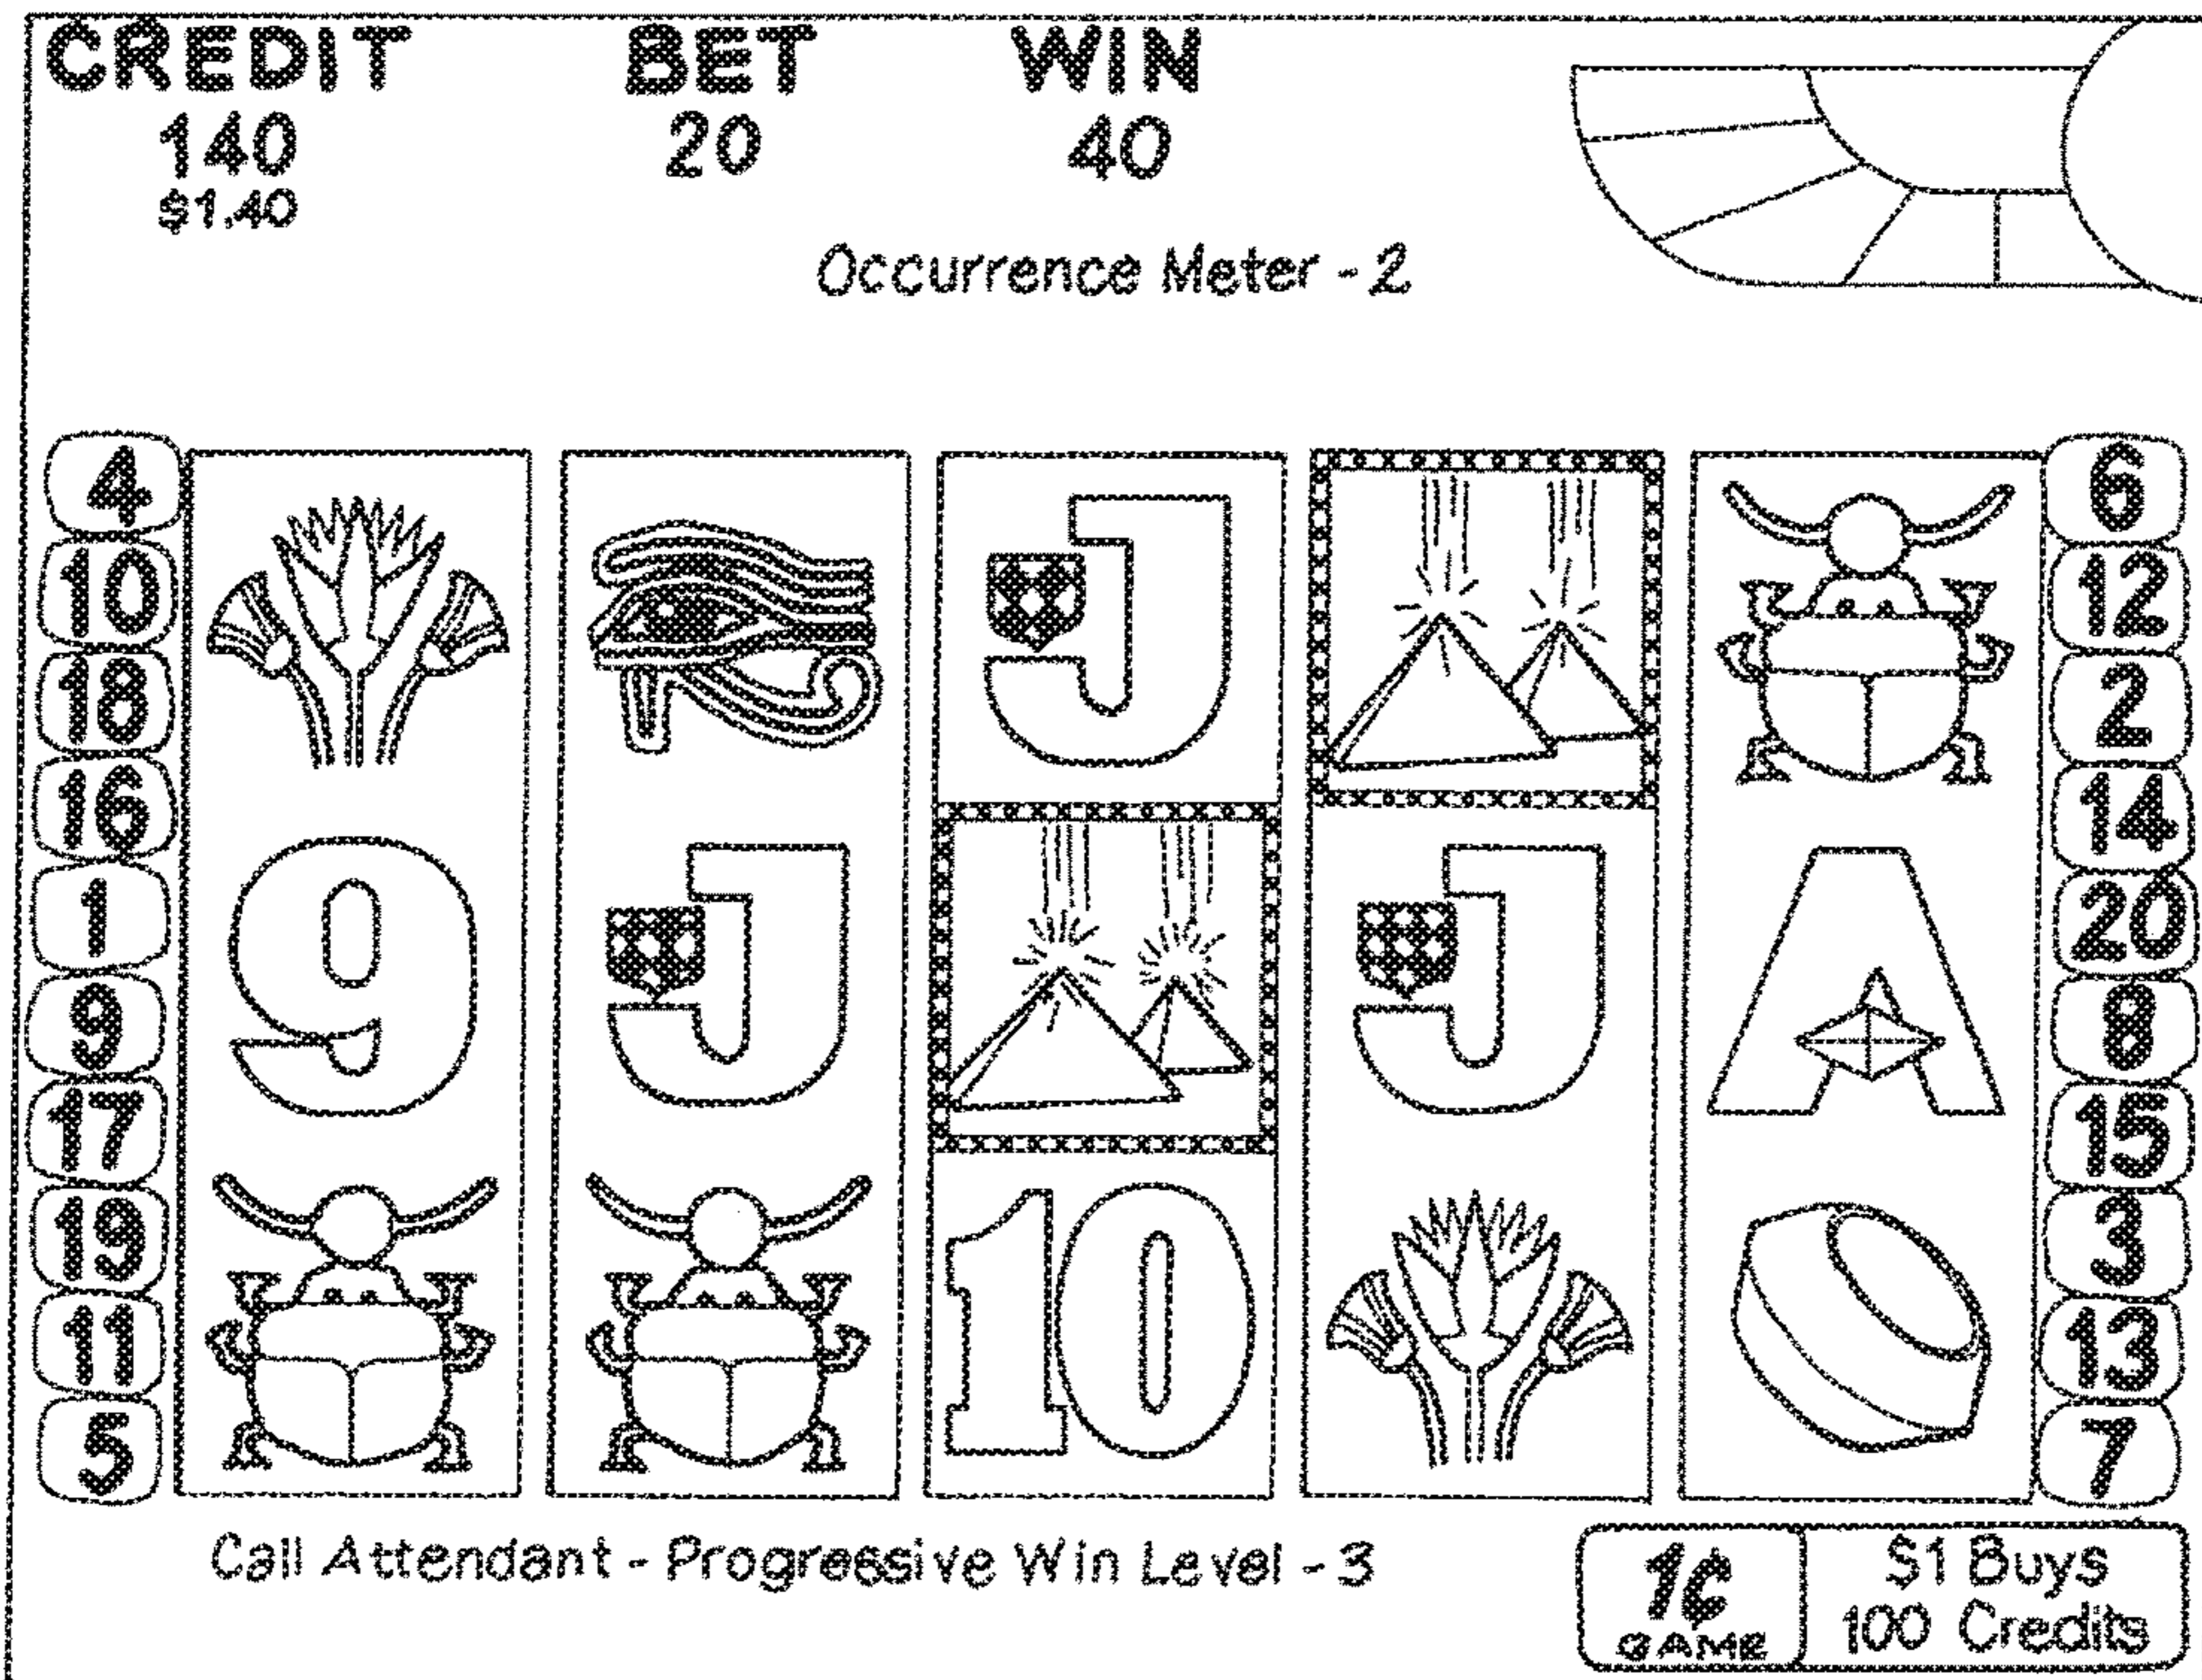 CREDIT BET WIN
140 20 40
$1.40
Occurrence Meter - 2
4
10
18
16
1
9
17
19
11
5
J
9 J J A
10
6
12
2
14
20
8
15
3
13
7
Call Attendant - Progressive Win Level - 3
1¢
GAME
$1 Buys
100 Credits